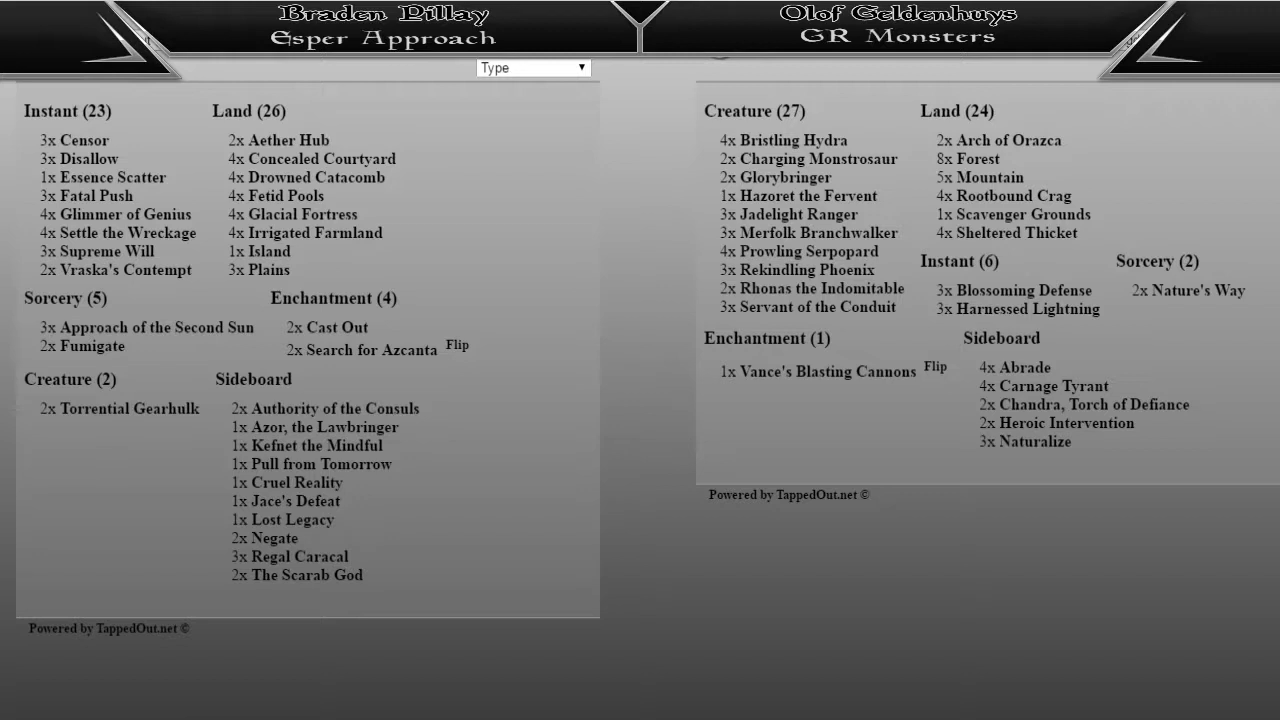 Braden Pillay
Esper Approach
Olof Geldenhuys
GR Monsters
Type
Instant (23)
3x Censor
3x Disallow
1x Essence Scatter
3x Fatal Push
4x Glimmer of Genius
4x Settle the Wreckage
3x Supreme Will
2x Vraska's Contempt
Land (26)
2x Aether Hub
4x Concealed Courtyard
4x Drowned Catacomb
4x Fetid Pools
4x Glacial Fortress
4x Irrigated Farmland
1x Island
3x Plains
Sorcery (5)
3x Approach of the Second Sun
2x Fumigate
Enchantment (4)
2x Cast Out
2x Search for Azcanta Flip
Creature (2)
2x Torrential Gearhulk
Sideboard
2x Authority of the Consuls
1x Azor, the Lawbringer
1x Kefnet the Mindful
1x Pull from Tomorrow
1x Cruel Reality
1x Jace's Defeat
1x Lost Legacy
2x Negate
3x Regal Caracal
2x The Scarab God
Powered by TappedOut.net ©
Creature (27)
4x Bristling Hydra
2x Charging Monstrosaur
2x Glorybringer
1x Hazoret the Fervent
3x Jadelight Ranger
3x Merfolk Branchwalker
4x Prowling Serpopard
3x Rekindling Phoenix
2x Rhonas the Indomitable
3x Servant of the Conduit
Land (24)
2x Arch of Orazca
8x Forest
5x Mountain
4x Rootbound Crag
1x Scavenger Grounds
4x Sheltered Thicket
Instant (6)
3x Blossoming Defense
3x Harnessed Lightning
Sorcery (2)
2x Nature's Way
Enchantment (1)
1x Vance's Blasting Cannons Flip
Sideboard
4x Abrade
4x Carnage Tyrant
2x Chandra, Torch of Defiance
2x Heroic Intervention
3x Naturalize
Powered by TappedOut.net ©